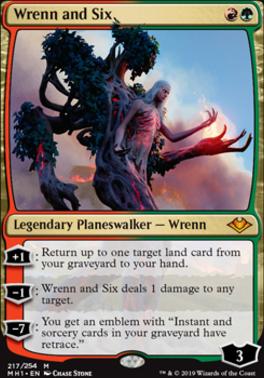 Wrenn and Six
Legendary Planeswalker — Wrenn
+1: Return up to one target land card from
your graveyard to your hand.
−1: Wrenn and Six deals 1 damage to
any target.
−7: You get an emblem with “Instant and
sorcery cards in your graveyard have
retrace.”
3
217/254 M
MH1 • EN CHASE STONE
™ & © 2019 Wizards of the Coast